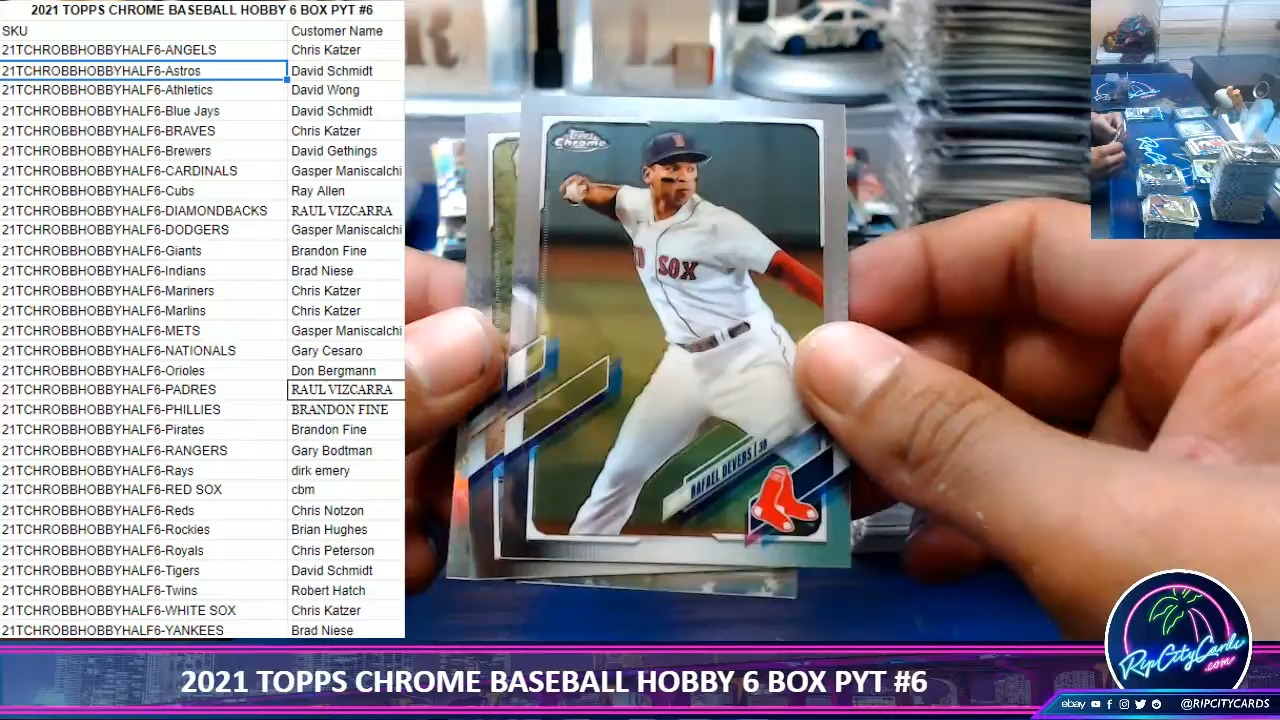 2021 TOPPS CHROME BASEBALL HOBBY 6 BOX PYT #6
SKU Customer Name
21TCHROBBHOBBYHALF6-ANGELS Chris Katzer
21TCHROBBHOBBYHALF6-Astros David Schmidt
21TCHROBBHOBBYHALF6-Athletics David Wong
21TCHROBBHOBBYHALF6-Blue Jays David Schmidt
21TCHROBBHOBBYHALF6-BRAVES Chris Katzer
21TCHROBBHOBBYHALF6-Brewers David Gethings
21TCHROBBHOBBYHALF6-CARDINALS Gasper Maniscalchi
21TCHROBBHOBBYHALF6-Cubs Ray Allen
21TCHROBBHOBBYHALF6-DIAMONDBACKS RAUL VIZCARRA
21TCHROBBHOBBYHALF6-DODGERS Gasper Maniscalchi
21TCHROBBHOBBYHALF6-Giants Brandon Fine
21TCHROBBHOBBYHALF6-Indians Brad Niese
21TCHROBBHOBBYHALF6-Mariners Chris Katzer
21TCHROBBHOBBYHALF6-Marlins Chris Katzer
21TCHROBBHOBBYHALF6-METS Gasper Maniscalchi
21TCHROBBHOBBYHALF6-NATIONALS Gary Cesaro
21TCHROBBHOBBYHALF6-Orioles Don Bergmann
21TCHROBBHOBBYHALF6-PADRES RAUL VIZCARRA
21TCHROBBHOBBYHALF6-PHILLIES BRANDON FINE
21TCHROBBHOBBYHALF6-Pirates Brandon Fine
21TCHROBBHOBBYHALF6-RANGERS Gary Bodtman
21TCHROBBHOBBYHALF6-Rays dirk emery
21TCHROBBHOBBYHALF6-RED SOX cbm
21TCHROBBHOBBYHALF6-Reds Chris Notzon
21TCHROBBHOBBYHALF6-Rockies Brian Hughes
21TCHROBBHOBBYHALF6-Royals Chris Peterson
21TCHROBBHOBBYHALF6-Tigers David Schmidt
21TCHROBBHOBBYHALF6-Twins Robert Hatch
21TCHROBBHOBBYHALF6-WHITE SOX Chris Katzer
21TCHROBBHOBBYHALF6-YANKEES Brad Niese
Topps
Chrome
B
SOX
RAFAEL DEVERS | 3B
2021 TOPPS CHROME BASEBALL HOBBY 6 BOX PYT #6
RipCityCards
.com
ebay @RIPCITYCARDS